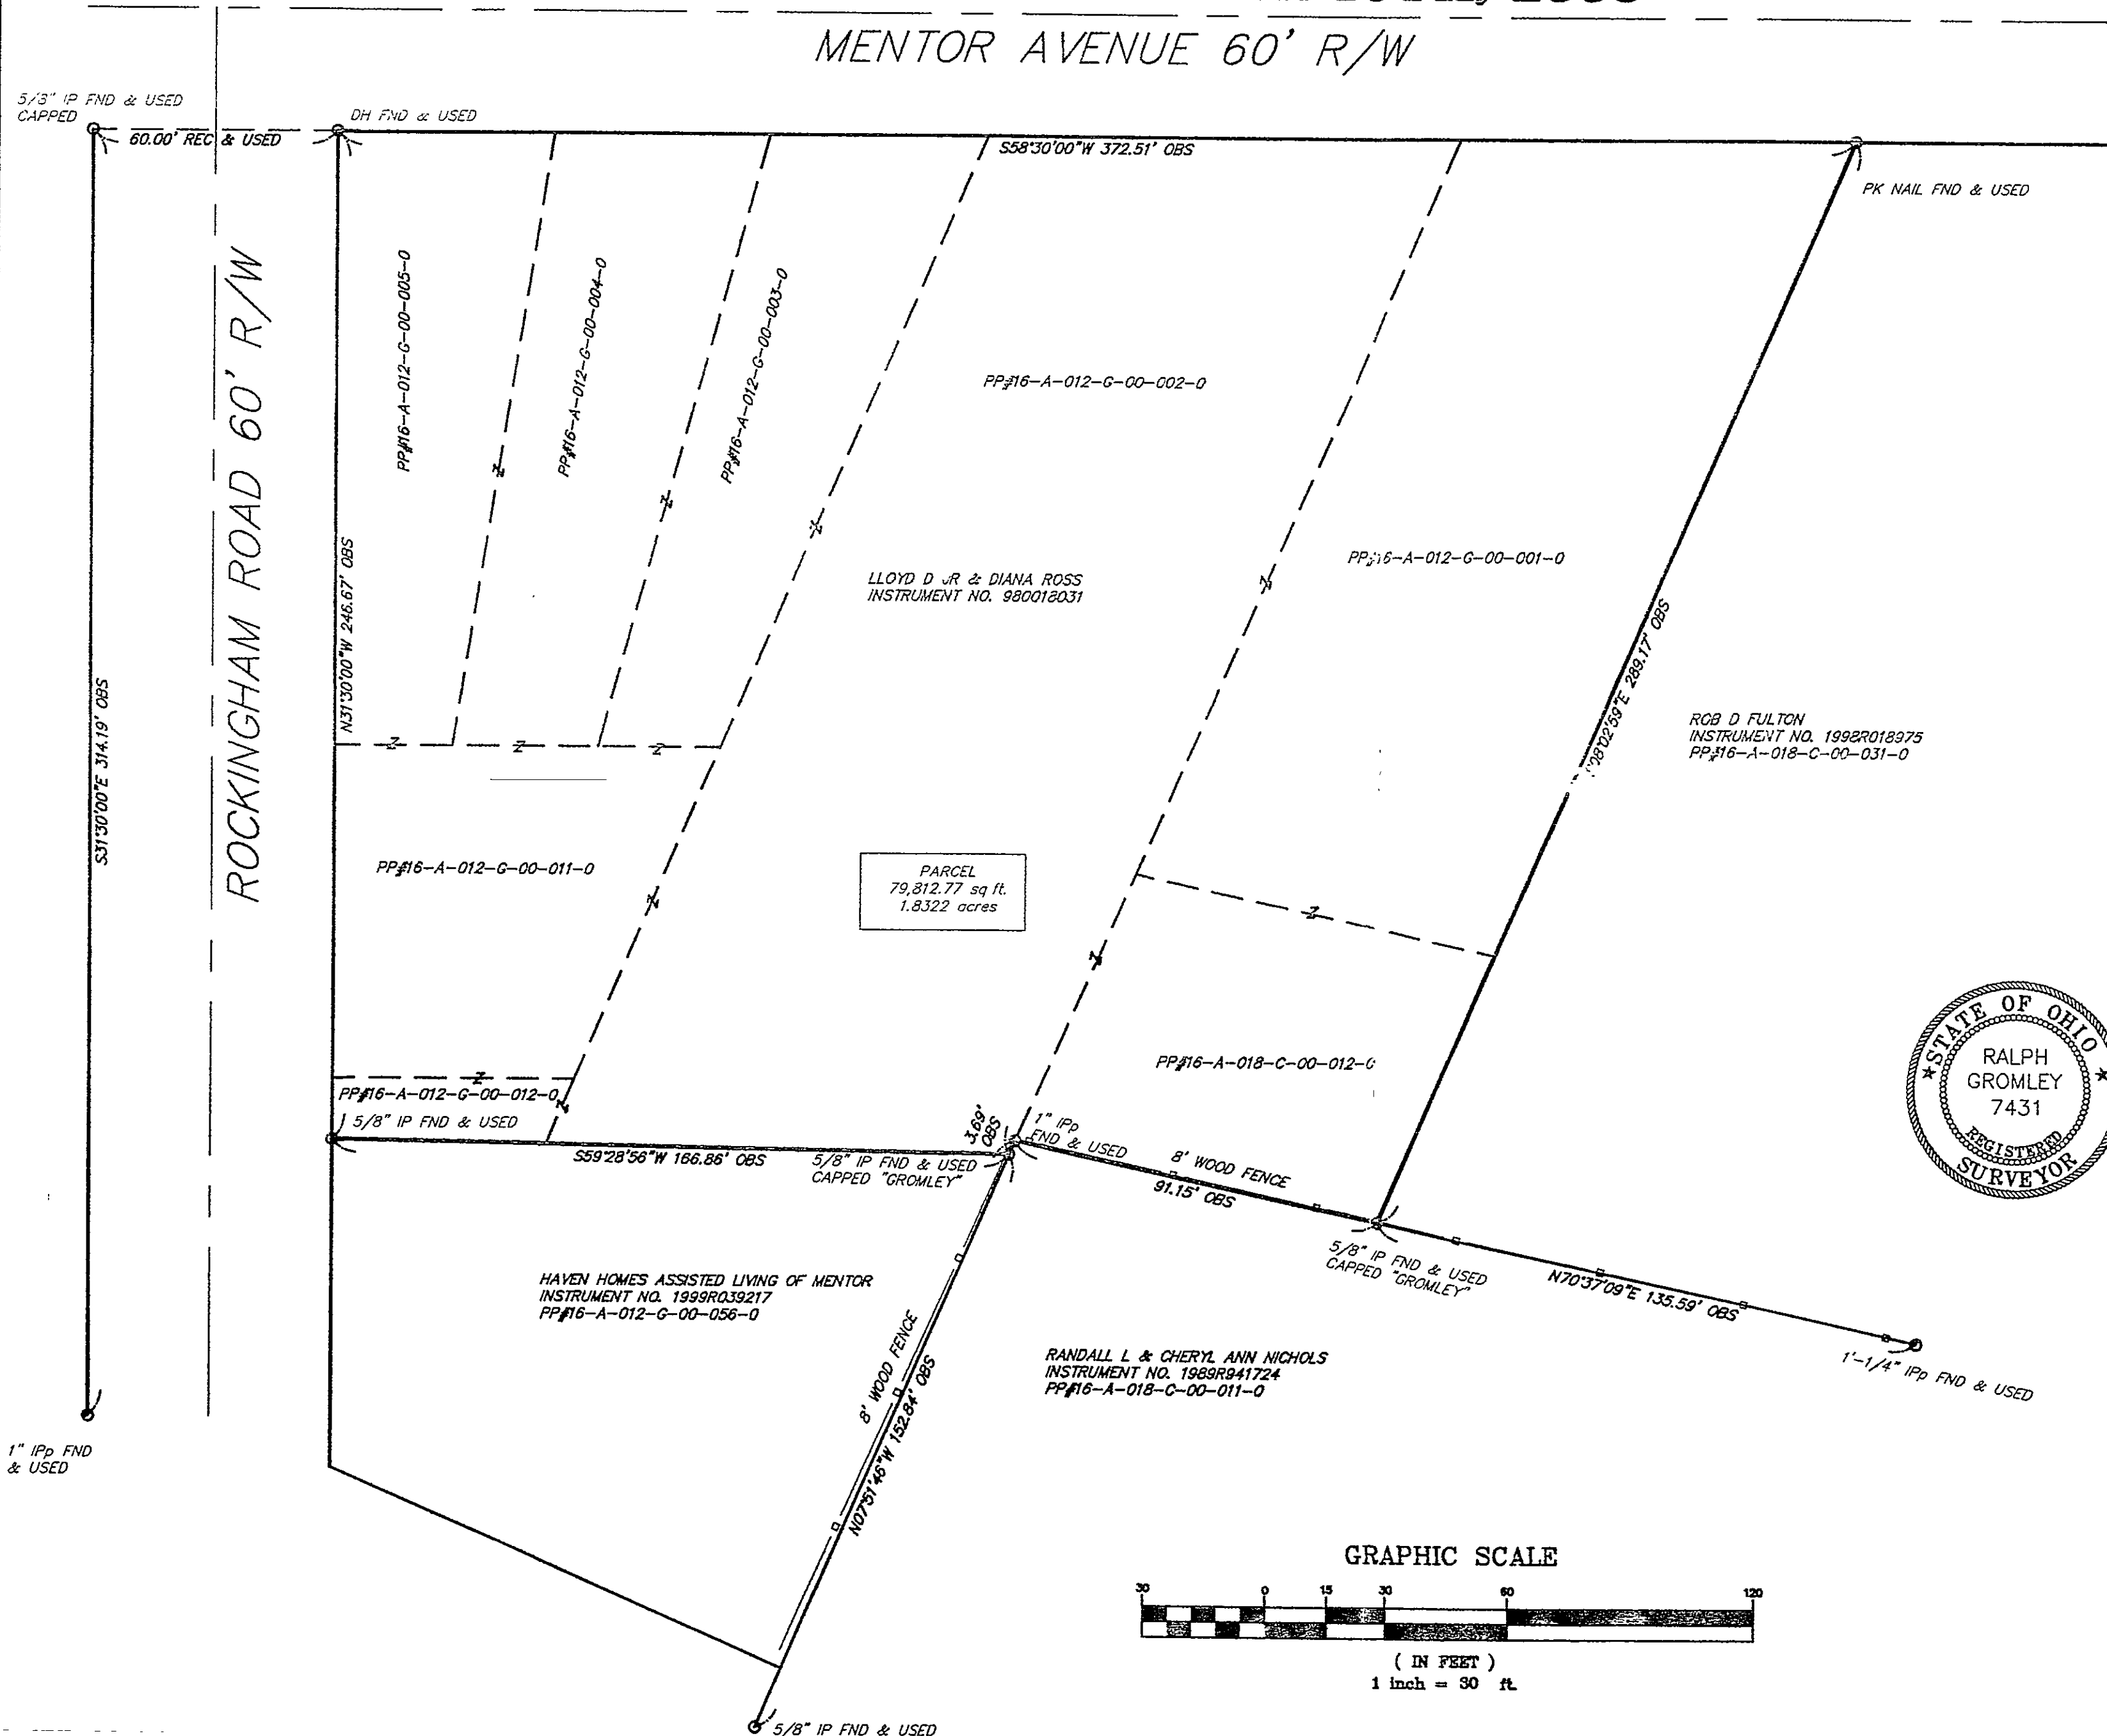 MENTOR AVENUE 60' R/W
5/8" IP FND & USED
CAPPED
60.00' REC & USED
DH FND & USED
S58°30'00"W 372.51' OBS
PK NAIL FND & USED
ROCKINGHAM ROAD 60' R/W
S31°30'00"E 314.19' OBS
N31°30'00"W 246.67' OBS
PP#16-A-012-G-00-005-0
PP#16-A-012-G-00-004-0
PP#16-A-012-G-00-003-0
PP#16-A-012-G-00-002-0
PP#16-A-012-G-00-001-0
LLOYD D JR & DIANA ROSS
INSTRUMENT NO. 980018031
08°02'59"E 289.17' OBS
ROB D FULTON
INSTRUMENT NO. 1998R018975
PP#16-A-018-C-00-031-0
PP#16-A-012-G-00-011-0
PARCEL
79,812.77 sq ft.
1.8322 acres
PP#16-A-018-C-00-012-0
PP#16-A-012-G-00-012-0
5/8" IP FND & USED
S59°28'56"W 166.86' OBS
5/8" IP FND & USED
CAPPED "GROMLEY"
3.69'
OBS
1" IPp
FND & USED
8' WOOD FENCE
91.15' OBS
5/8" IP FND & USED
CAPPED "GROMLEY"
N70°37'09"E 135.59' OBS
1'-1/4" IPp FND & USED
STATE OF OHIO
RALPH
GROMLEY
7431
REGISTERED
SURVEYOR
HAVEN HOMES ASSISTED LIVING OF MENTOR
INSTRUMENT NO. 1999R039217
PP#16-A-012-G-00-056-0
8' WOOD FENCE
N07°51'46"W 152.84' OBS
RANDALL L & CHERYL ANN NICHOLS
INSTRUMENT NO. 1989R941724
PP#16-A-018-C-00-011-0
1" IPp FND
& USED
GRAPHIC SCALE
30 0 15 30 60 120
( IN FEET )
1 inch = 30 ft.
5/8" IP FND & USED